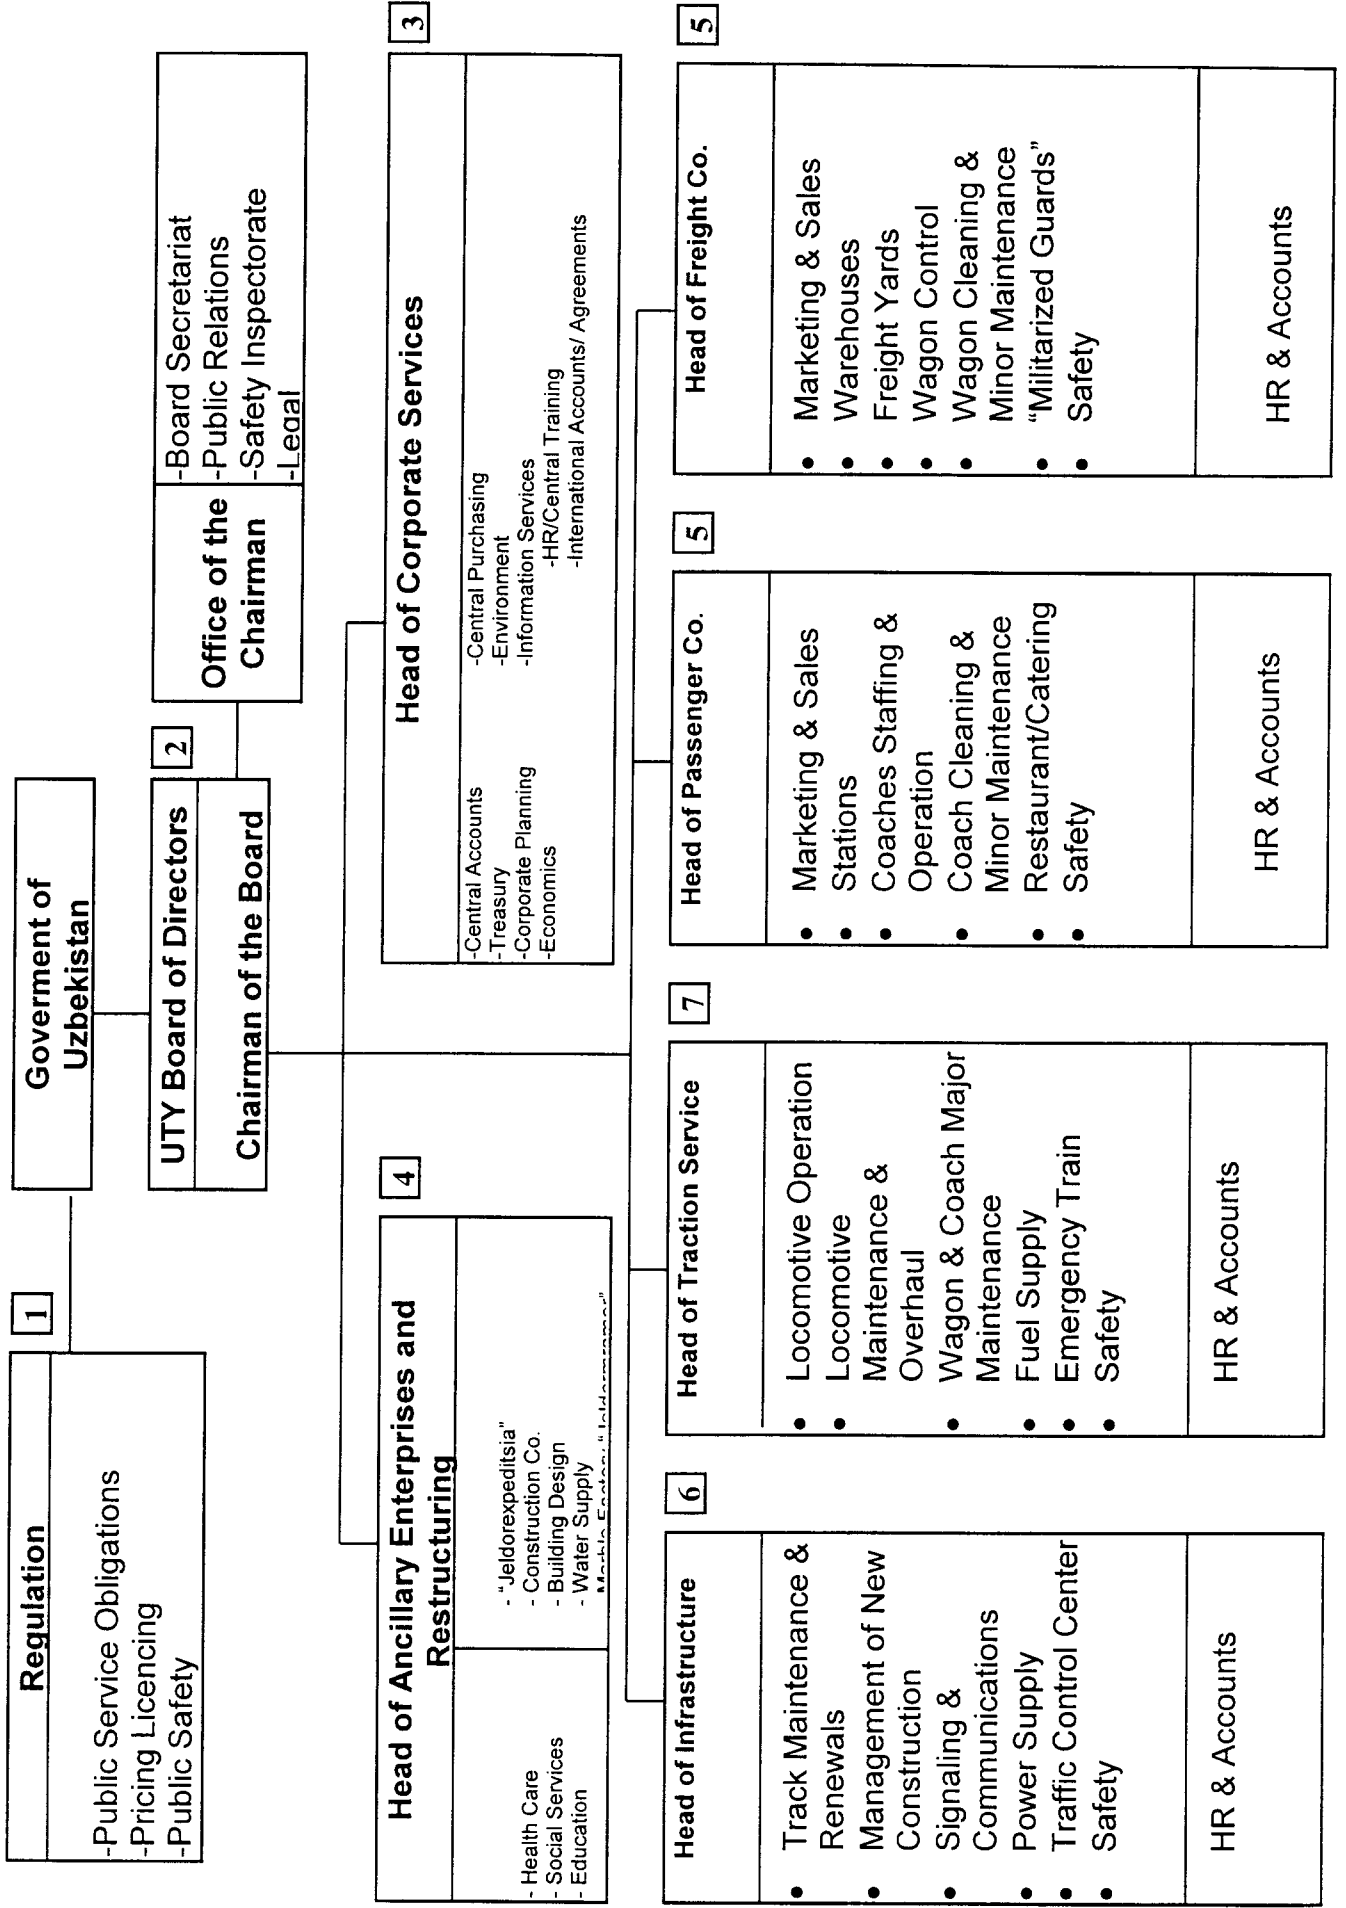 Goverment of
Uzbekistan
1
Regulation
-Public Service Obligations
-Pricing Licencing
-Public Safety
2
UTY Board of Directors
Chairman of the Board
Office of the
Chairman
-Board Secretariat
-Public Relations
-Safety Inspectorate
-Legal
4
Head of Ancillary Enterprises and
Restructuring
- Health Care
- Social Services
- Education
- "Jeldorexpeditsia"
- Construction Co.
- Building Design
- Water Supply
3
Head of Corporate Services
-Central Accounts
-Treasury
-Corporate Planning
-Economics
-Central Purchasing
-Environment
-Information Services
-HR/Central Training
-International Accounts/ Agreements
6
Head of Infrastructure
• Track Maintenance &
Renewals
• Management of New
Construction
• Signaling &
Communications
• Power Supply
• Traffic Control Center
• Safety
HR & Accounts
7
Head of Traction Service
• Locomotive Operation
• Locomotive
Maintenance &
Overhaul
• Wagon & Coach Major
Maintenance
• Fuel Supply
• Emergency Train
• Safety
HR & Accounts
5
Head of Passenger Co.
• Marketing & Sales
• Stations
• Coaches Staffing &
Operation
• Coach Cleaning &
Minor Maintenance
• Restaurant/Catering
• Safety
HR & Accounts
5
Head of Freight Co.
• Marketing & Sales
• Warehouses
• Freight Yards
• Wagon Control
• Wagon Cleaning &
Minor Maintenance
• “Militarized Guards”
• Safety
HR & Accounts